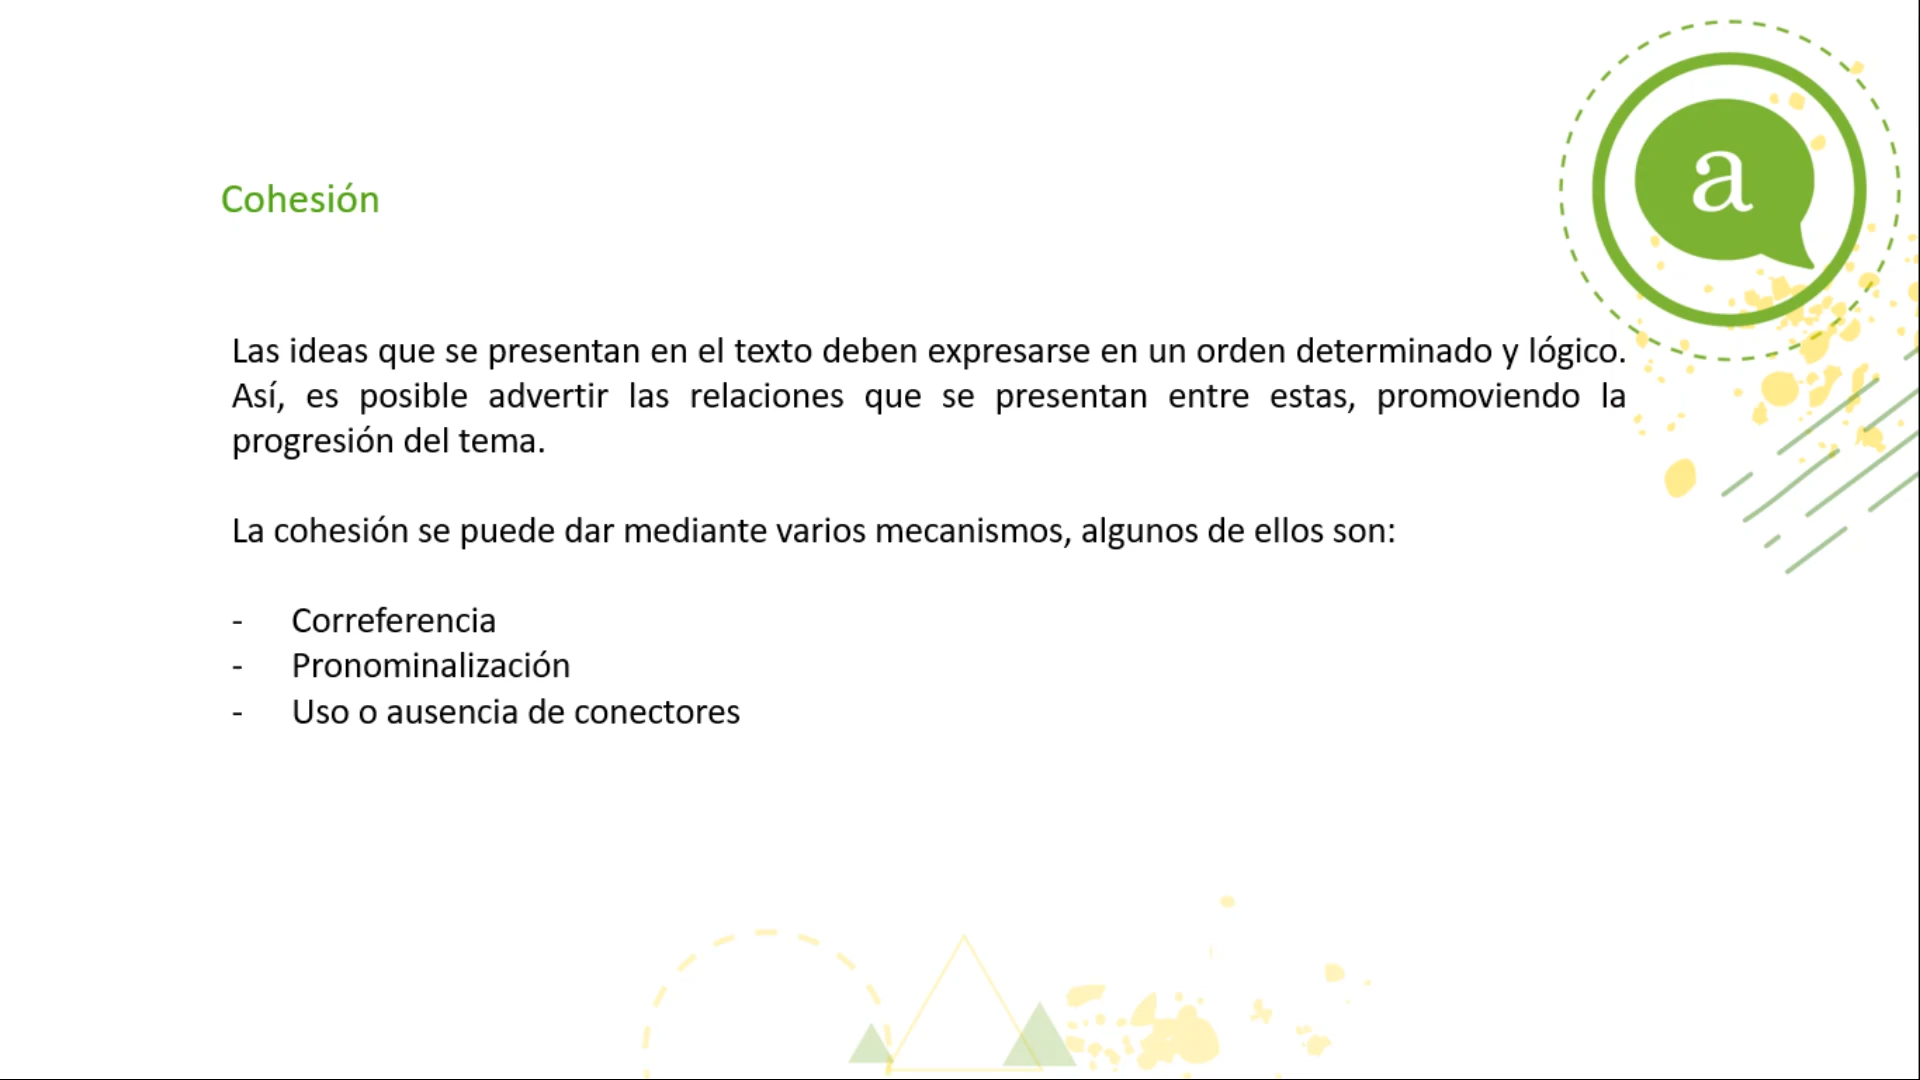 a
Cohesión
Las ideas que se presentan en el texto deben expresarse en un orden determinado y lógico.
Así, es posible advertir las relaciones que se presentan entre estas, promoviendo la
progresión del tema.
La cohesión se puede dar mediante varios mecanismos, algunos de ellos son:
- Correferencia
- Pronominalización
- Uso o ausencia de conectores